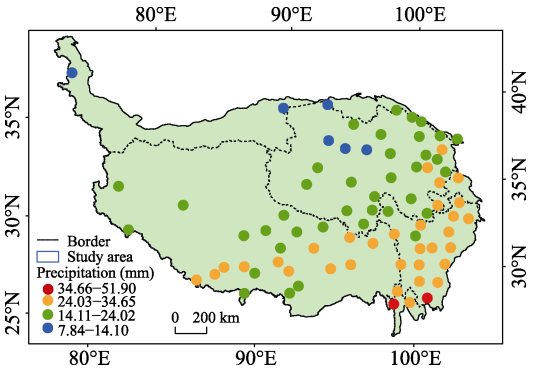 80°E 90°E 100°E
40°N
35°N
35°N
30°N
30°N
25°N
Border
Study area
Precipitation (mm)
34.66−51.90
24.03−34.65
14.11−24.02
7.84−14.10
0 200 km
80°E 90°E 100°E